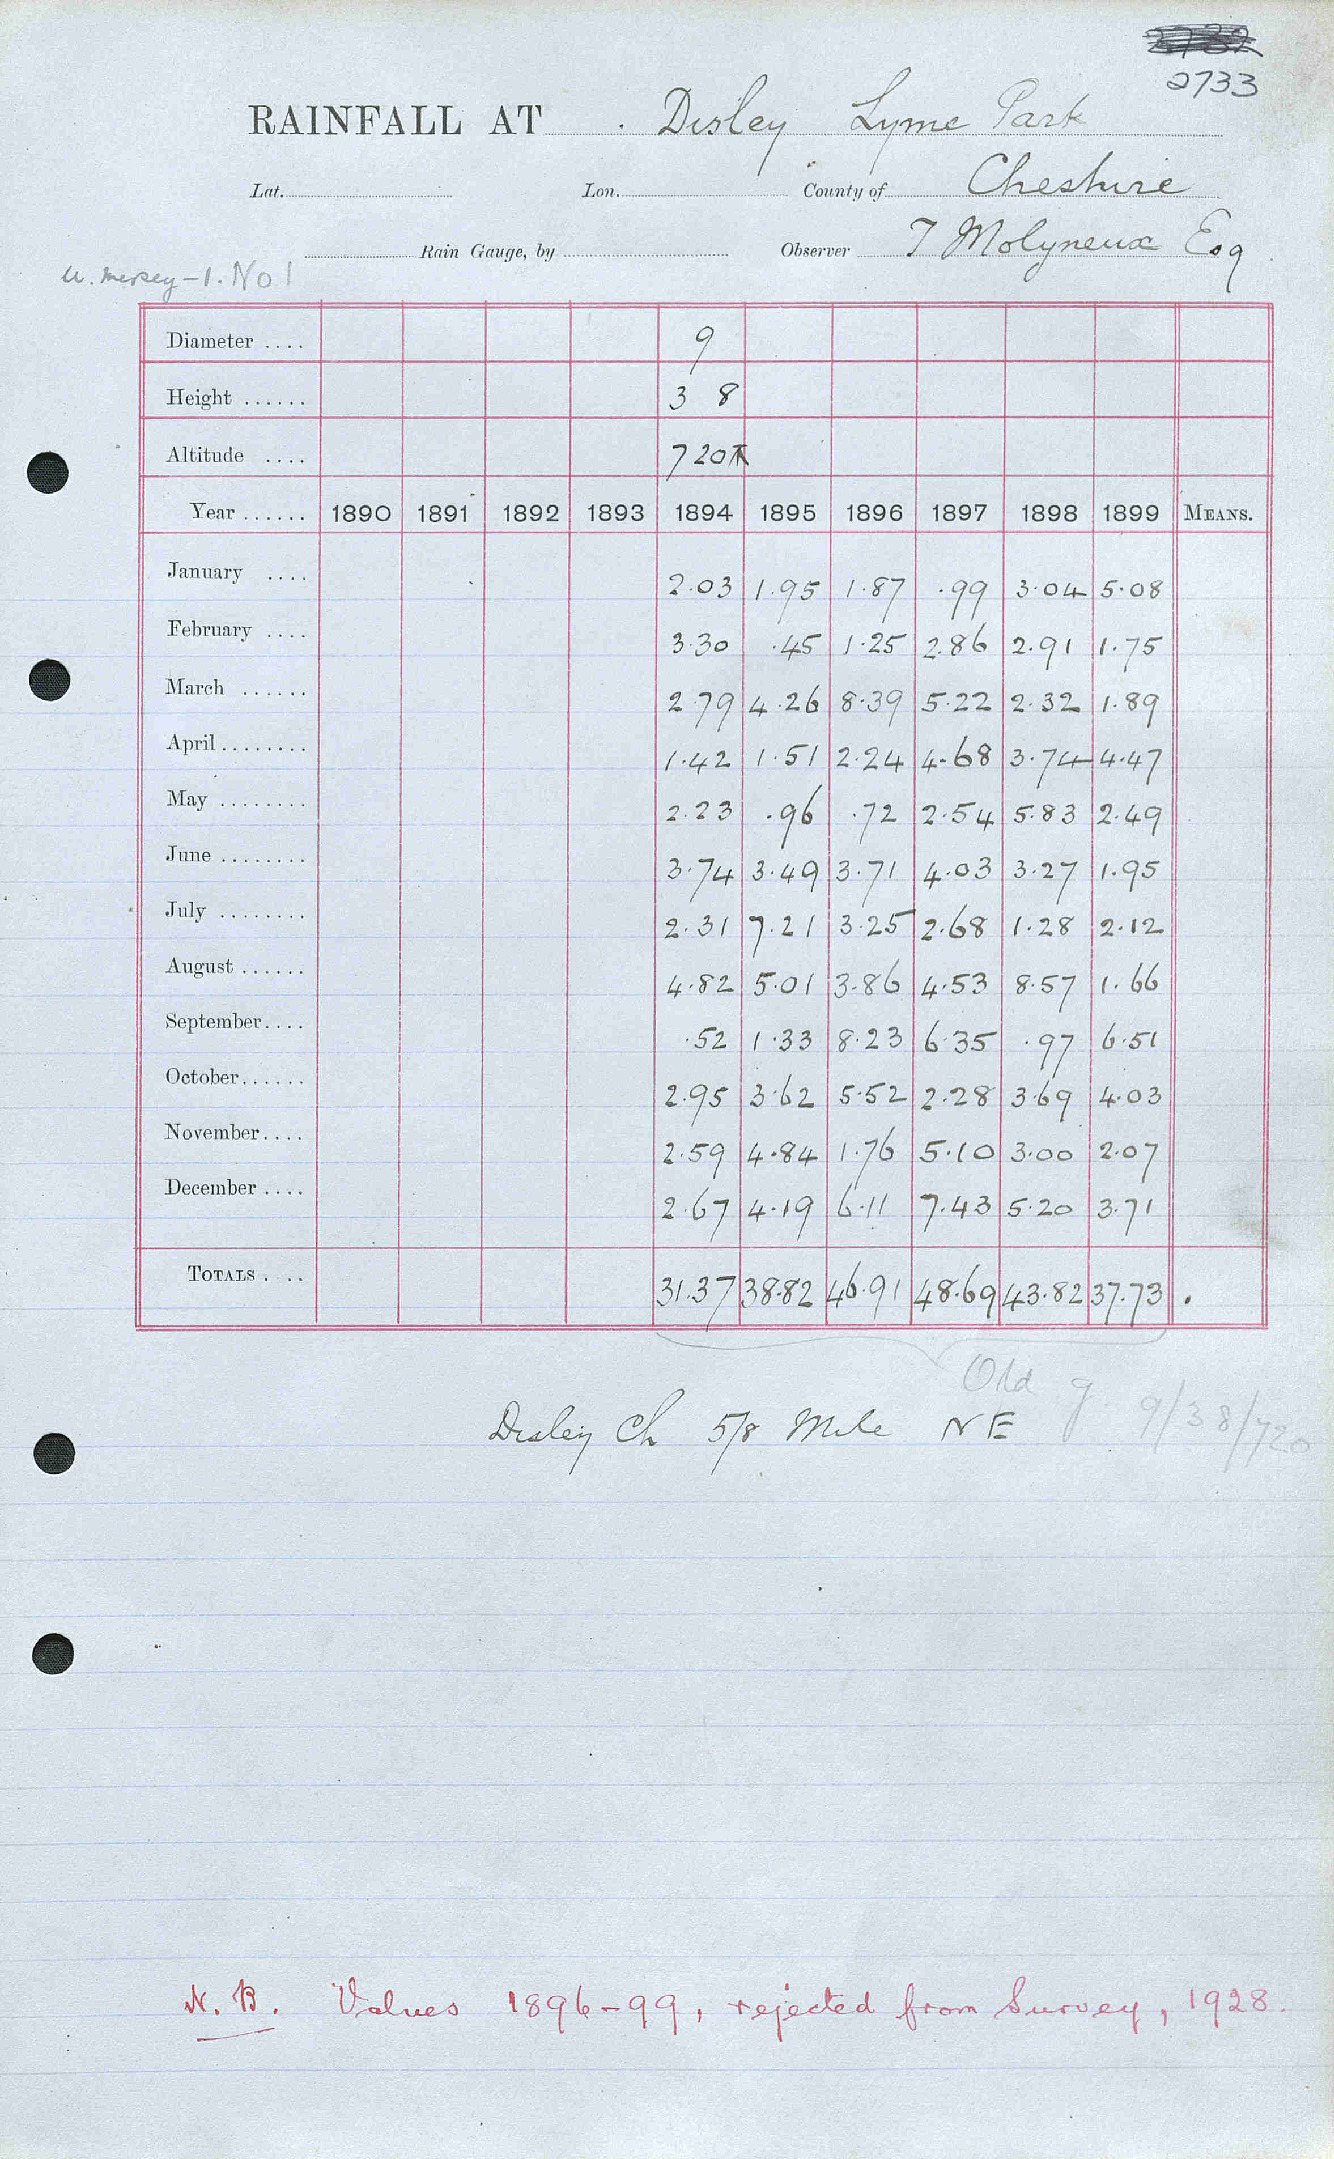 2733
RAINFALL AT Disley Lyme Park
Lat. Lon. County of Cheshire
Rain Gauge, by Observer T Molyneux Esq
U. Mersey-1. No 1
Diameter .... 9
Height ...... 3 8
Altitude .... 720
Year ...... 1890 1891 1892 1893 1894 1895 1896 1897 1898 1899 MEANS.
January .... 2.03 1.95 1.87 .99 3.04 5.08
February .... 3.30 .45 1.25 2.86 2.91 1.75
March ...... 2.79 4.26 8.39 5.22 2.32 1.89
April ........ 1.42 1.51 2.24 4.68 3.74 4.47
May ........ 2.23 .96 .72 2.54 5.83 2.49
June ........ 3.74 3.49 3.71 4.03 3.27 1.95
July ........ 2.31 7.21 3.25 2.68 1.28 2.12
August ...... 4.82 5.01 3.86 4.53 8.57 1.66
September.... .52 1.33 8.23 6.35 .97 6.51
October...... 2.95 3.62 5.52 2.28 3.69 4.03
November.... 2.59 4.84 1.76 5.10 3.00 2.07
December .... 2.67 4.19 6.11 7.43 5.20 3.71
TOTALS . .. 31.37 38.82 46.91 48.69 43.82 37.73 .
Old g. 9/38/720
Disley Ch 5/8 Mile NE
N.B. Values 1896-99, rejected from Survey, 1928.